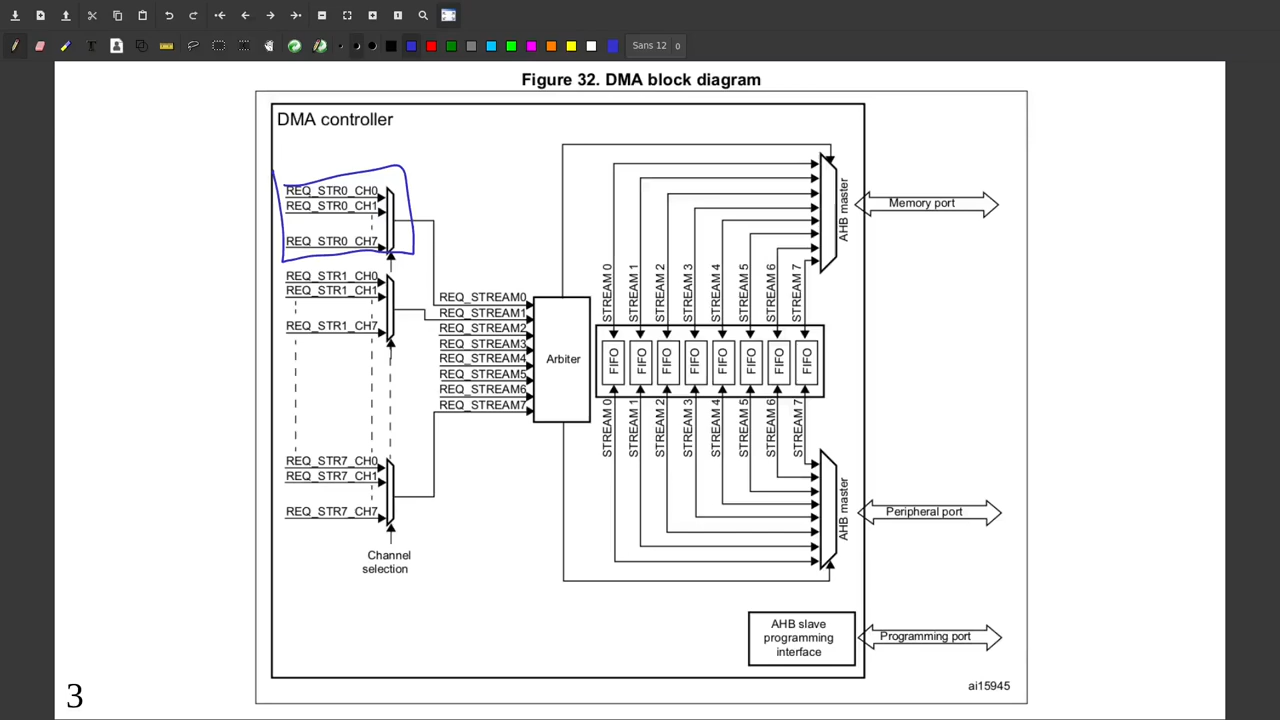 Sans 12
Figure 32. DMA block diagram
DMA controller
REQ_STR0_CH0
REQ_STR0_CH1
REQ_STR0_CH7
REQ_STR1_CH0
REQ_STR1_CH1
REQ_STR1_CH7
REQ_STR7_CH0
REQ_STR7_CH1
REQ_STR7_CH7
Channel
selection
REQ_STREAM0
REQ_STREAM1
REQ_STREAM2
REQ_STREAM3
REQ_STREAM4
REQ_STREAM5
REQ_STREAM6
REQ_STREAM7
Arbiter
STREAM 0
STREAM 1
STREAM 2
STREAM 3
STREAM 4
STREAM 5
STREAM 6
STREAM 7
FIFO
FIFO
FIFO
FIFO
FIFO
FIFO
FIFO
FIFO
STREAM 0
STREAM 1
STREAM 2
STREAM 3
STREAM 4
STREAM 5
STREAM 6
STREAM 7
AHB master
Memory port
AHB master
Peripheral port
AHB slave
programming
interface
Programming port
ai15945
3